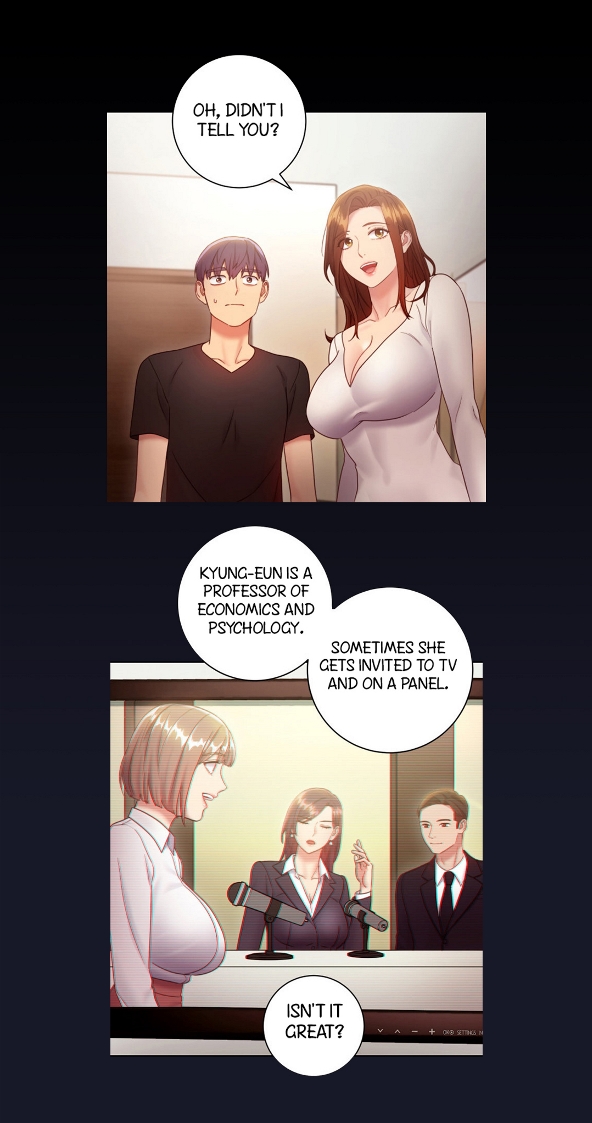 OH, DIDN'T I
TELL YOU?
KYUNG-EUN IS A
PROFESSOR OF
ECONOMICS AND
PSYCHOLOGY.
SOMETIMES SHE
GETS INVITED TO TV
AND ON A PANEL.
ISN'T IT
GREAT?
SETTINGS